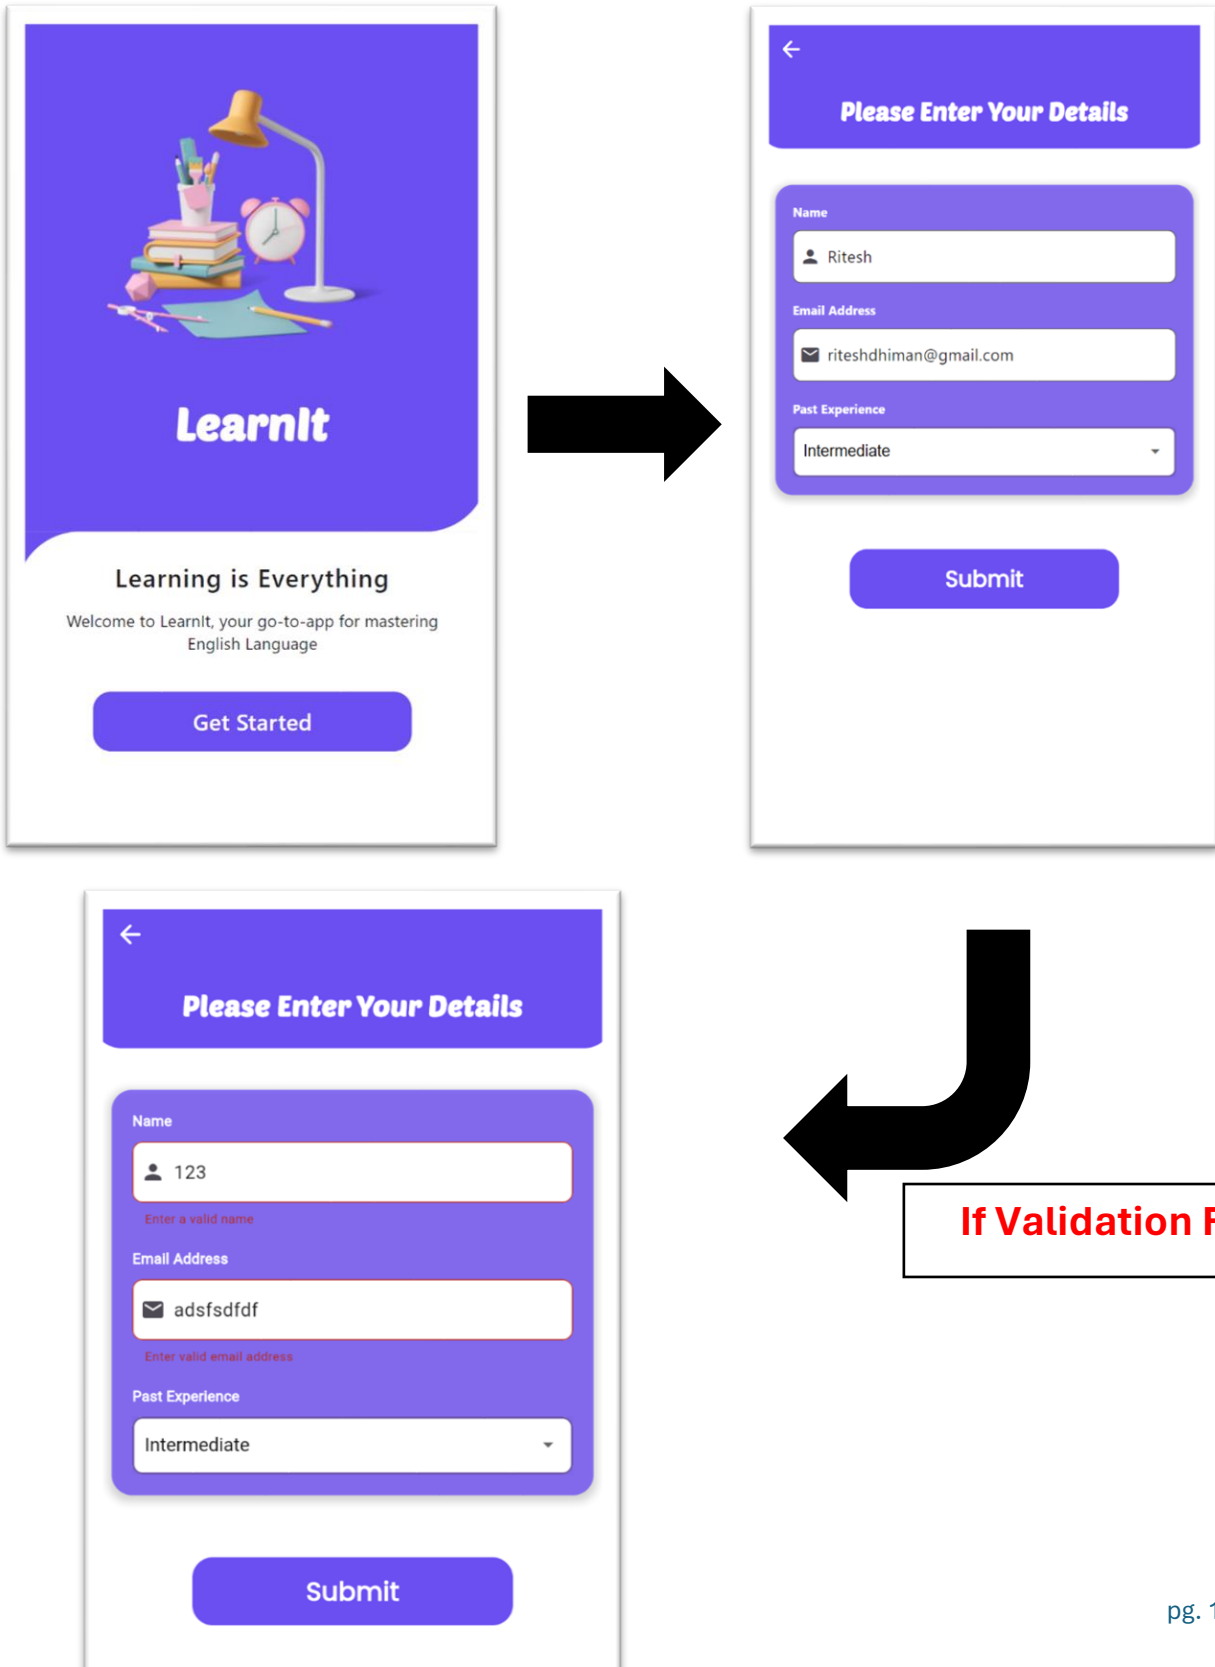 LearnIt
Learning is Everything
Welcome to LearnIt, your go-to-app for mastering
English Language
Get Started
Please Enter Your Details
Name
Ritesh
Email Address
riteshdhiman@gmail.com
Past Experience
Intermediate
Submit
Please Enter Your Details
Name
123
Enter a valid name
Email Address
adsfsdfdf
Enter valid email address
Past Experience
Intermediate
Submit
If Validation
pg. 1